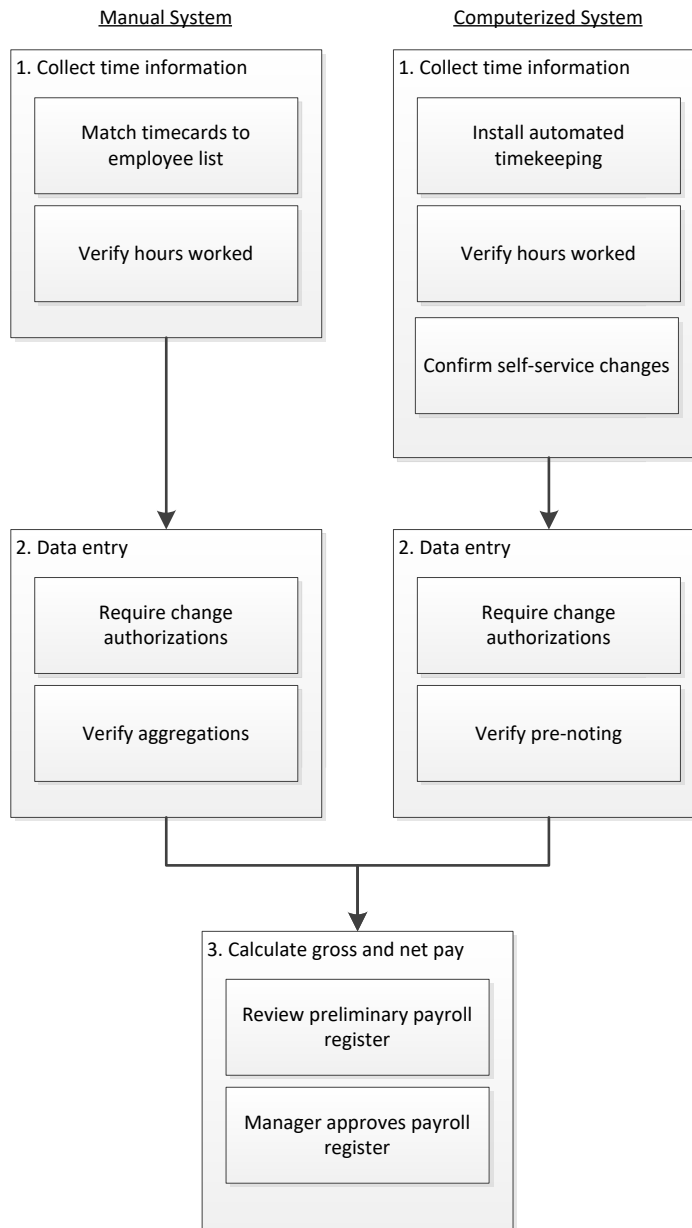 Manual System
1. Collect time information
Match timecards to
employee list
Verify hours worked
2. Data entry
Require change
authorizations
Verify aggregations
Computerized System
1. Collect time information
Install automated
timekeeping
Verify hours worked
Confirm self-service changes
2. Data entry
Require change
authorizations
Verify pre-noting
3. Calculate gross and net pay
Review preliminary payroll
register
Manager approves payroll
register